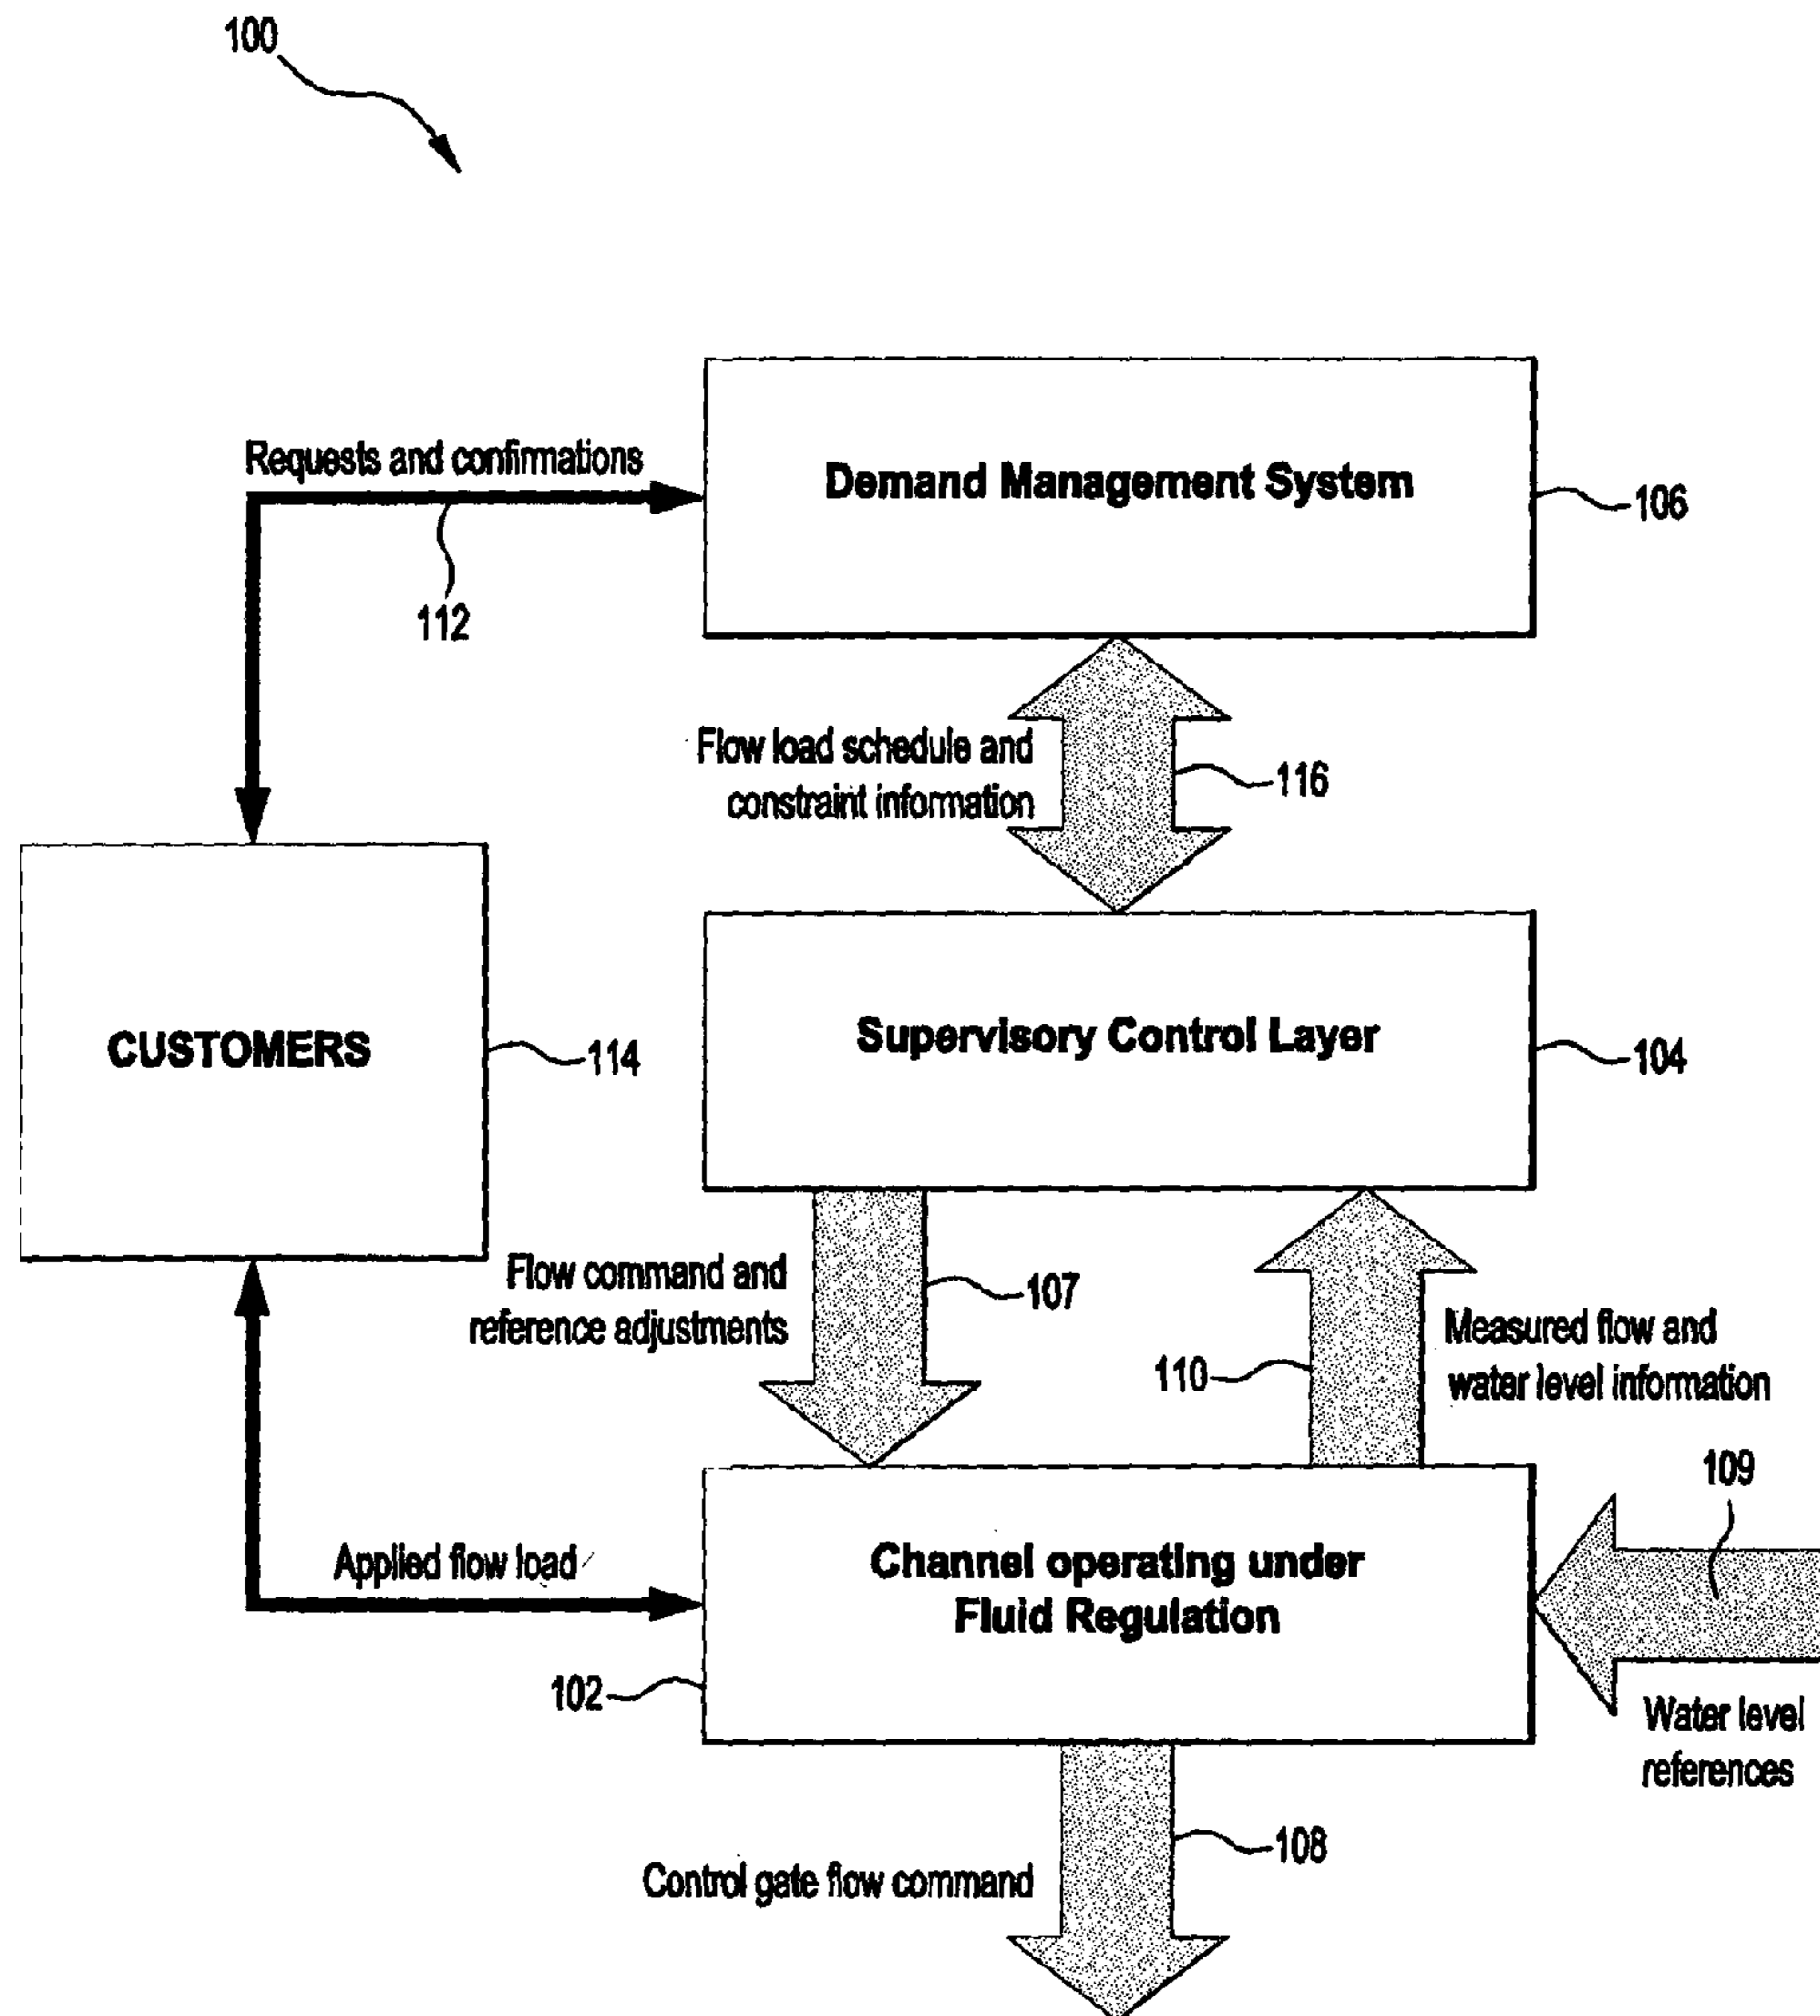 100
Requests and confirmations
Demand Management System
106
112
Flow load schedule and
constraint information
116
CUSTOMERS
114
Supervisory Control Layer
104
Flow command and
reference adjustments
107
110
Measured flow and
water level information
109
Applied flow load
Channel operating under
Fluid Regulation
102
Water level
references
108
Control gate flow command